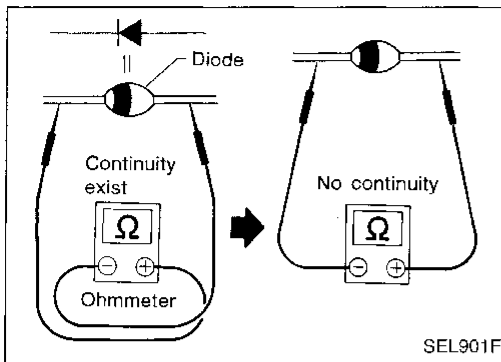 Diode
Continuity
exist
Ω
⊖ ⊕
Ohmmeter
No continuity
Ω
⊖ ⊕
SEL901F